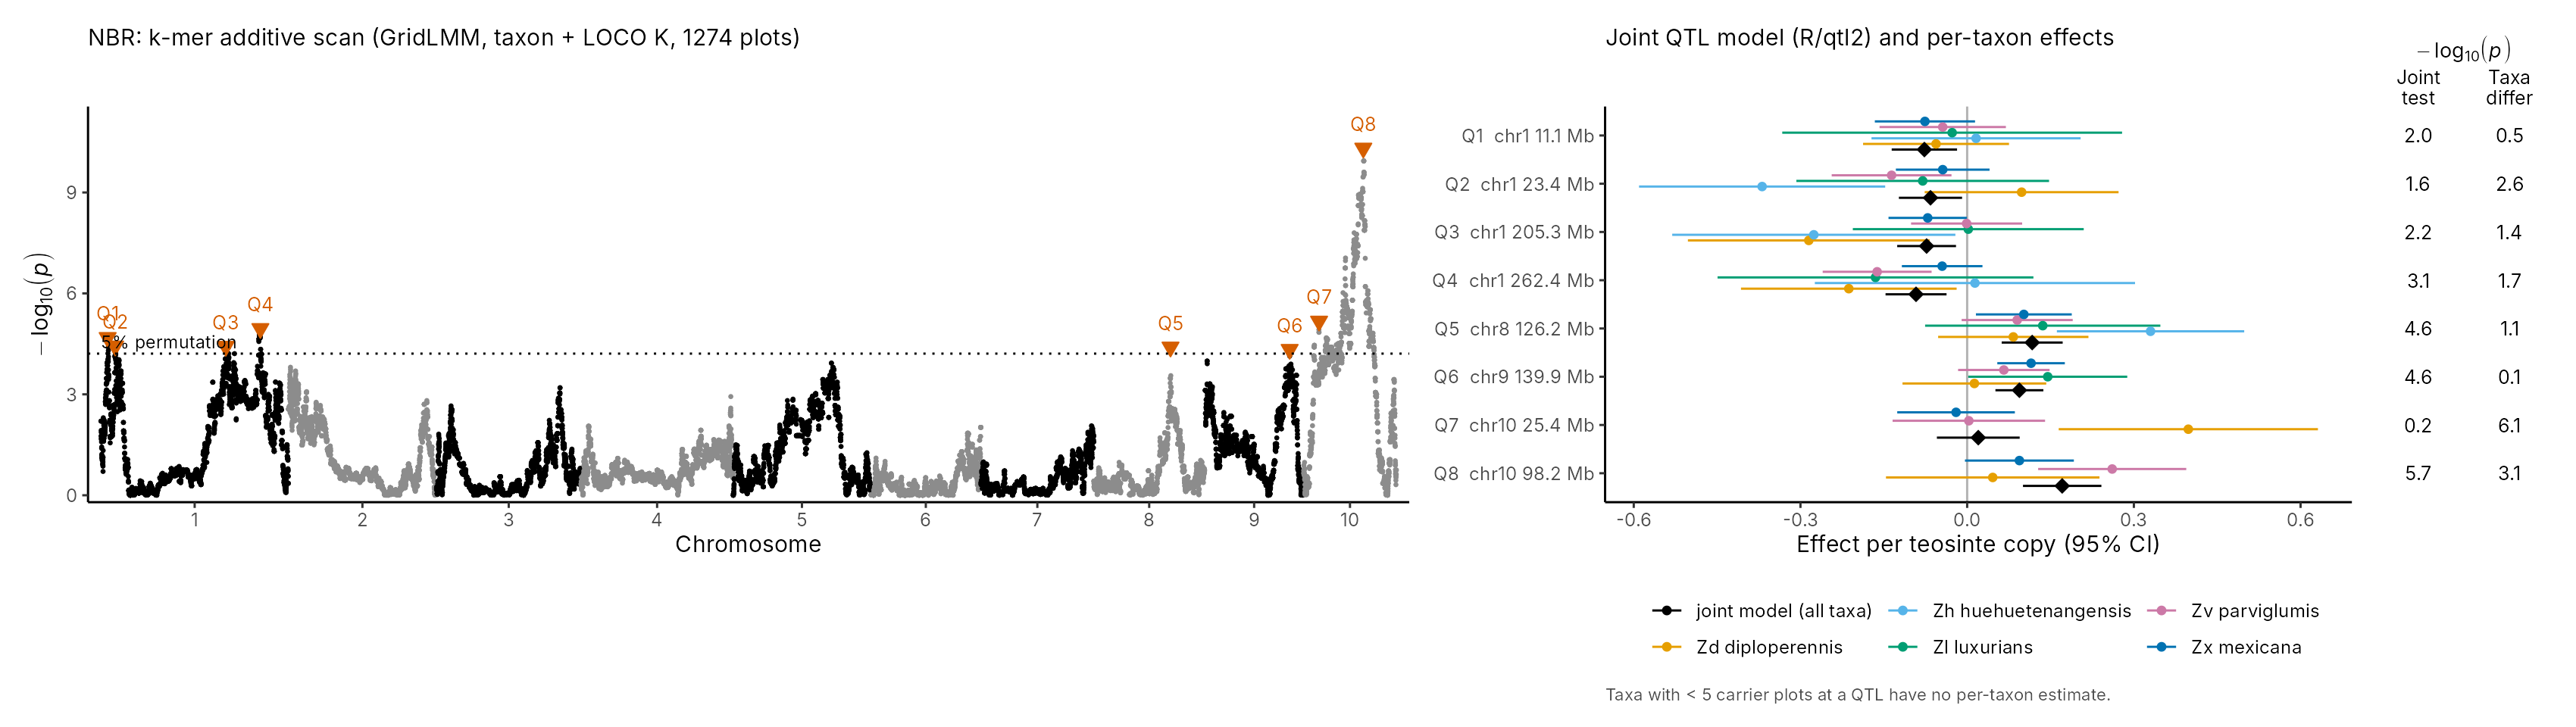 NBR: k-mer additive scan (GridLMM, taxon + LOCO K, 1274 plots)
− log10(p)
9
6
3
0
Q1
Q2
Q3
Q4
Q5
Q6
Q7
Q8
5% permutation
1 2 3 4 5 6 7 8 9 10
Chromosome
Joint QTL model (R/qtl2) and per-taxon effects
− log10(p)
Joint test
Taxa differ
Q1 chr1 11.1 Mb 2.0 0.5
Q2 chr1 23.4 Mb 1.6 2.6
Q3 chr1 205.3 Mb 2.2 1.4
Q4 chr1 262.4 Mb 3.1 1.7
Q5 chr8 126.2 Mb 4.6 1.1
Q6 chr9 139.9 Mb 4.6 0.1
Q7 chr10 25.4 Mb 0.2 6.1
Q8 chr10 98.2 Mb 5.7 3.1
-0.6 -0.3 0.0 0.3 0.6
Effect per teosinte copy (95% CI)
joint model (all taxa) Zh huehuetenangensis Zv parviglumis
Zd diploperennis Zl luxurians Zx mexicana
Taxa with < 5 carrier plots at a QTL have no per-taxon estimate.